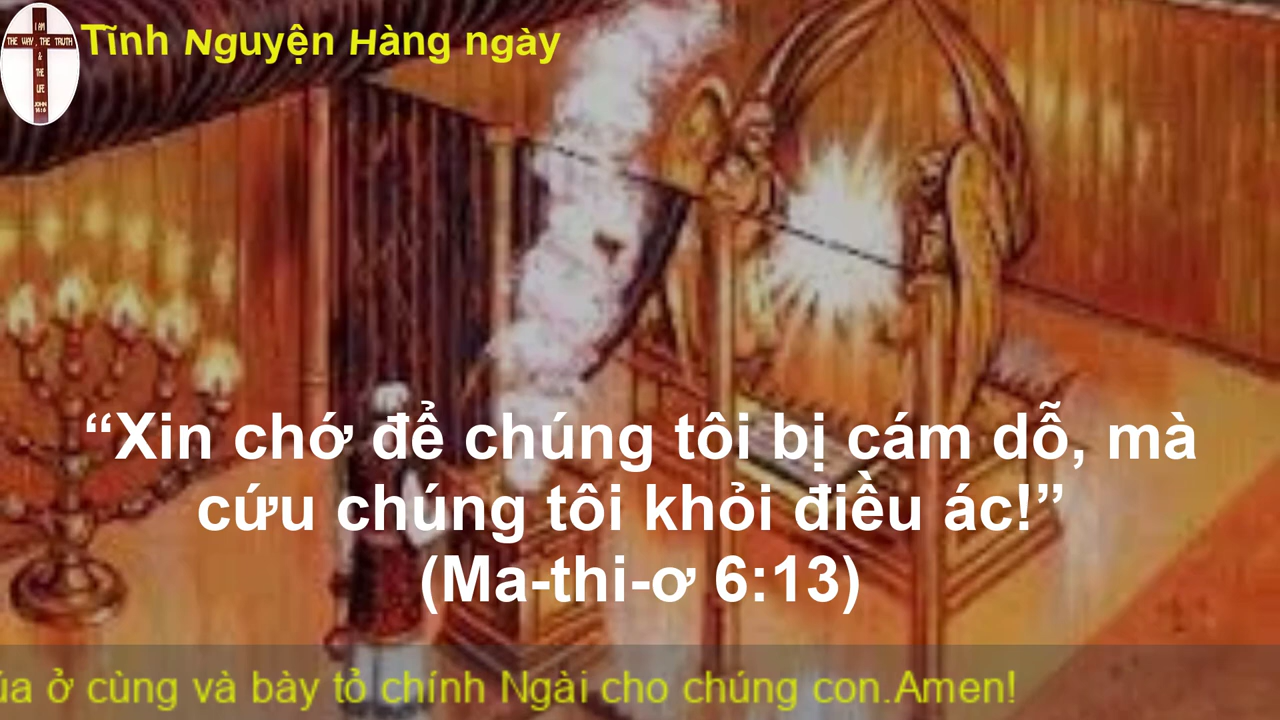 I AM
THE WAY, THE TRUTH
&
THE
LIFE
JOHN
Tĩnh Nguyện Hàng ngày
“Xin chớ để chúng tôi bị cám dỗ, mà
cứu chúng tôi khỏi điều ác!”
(Ma-thi-ơ 6:13)
ở cùng và bày tỏ chính Ngài cho chúng con.Amen!